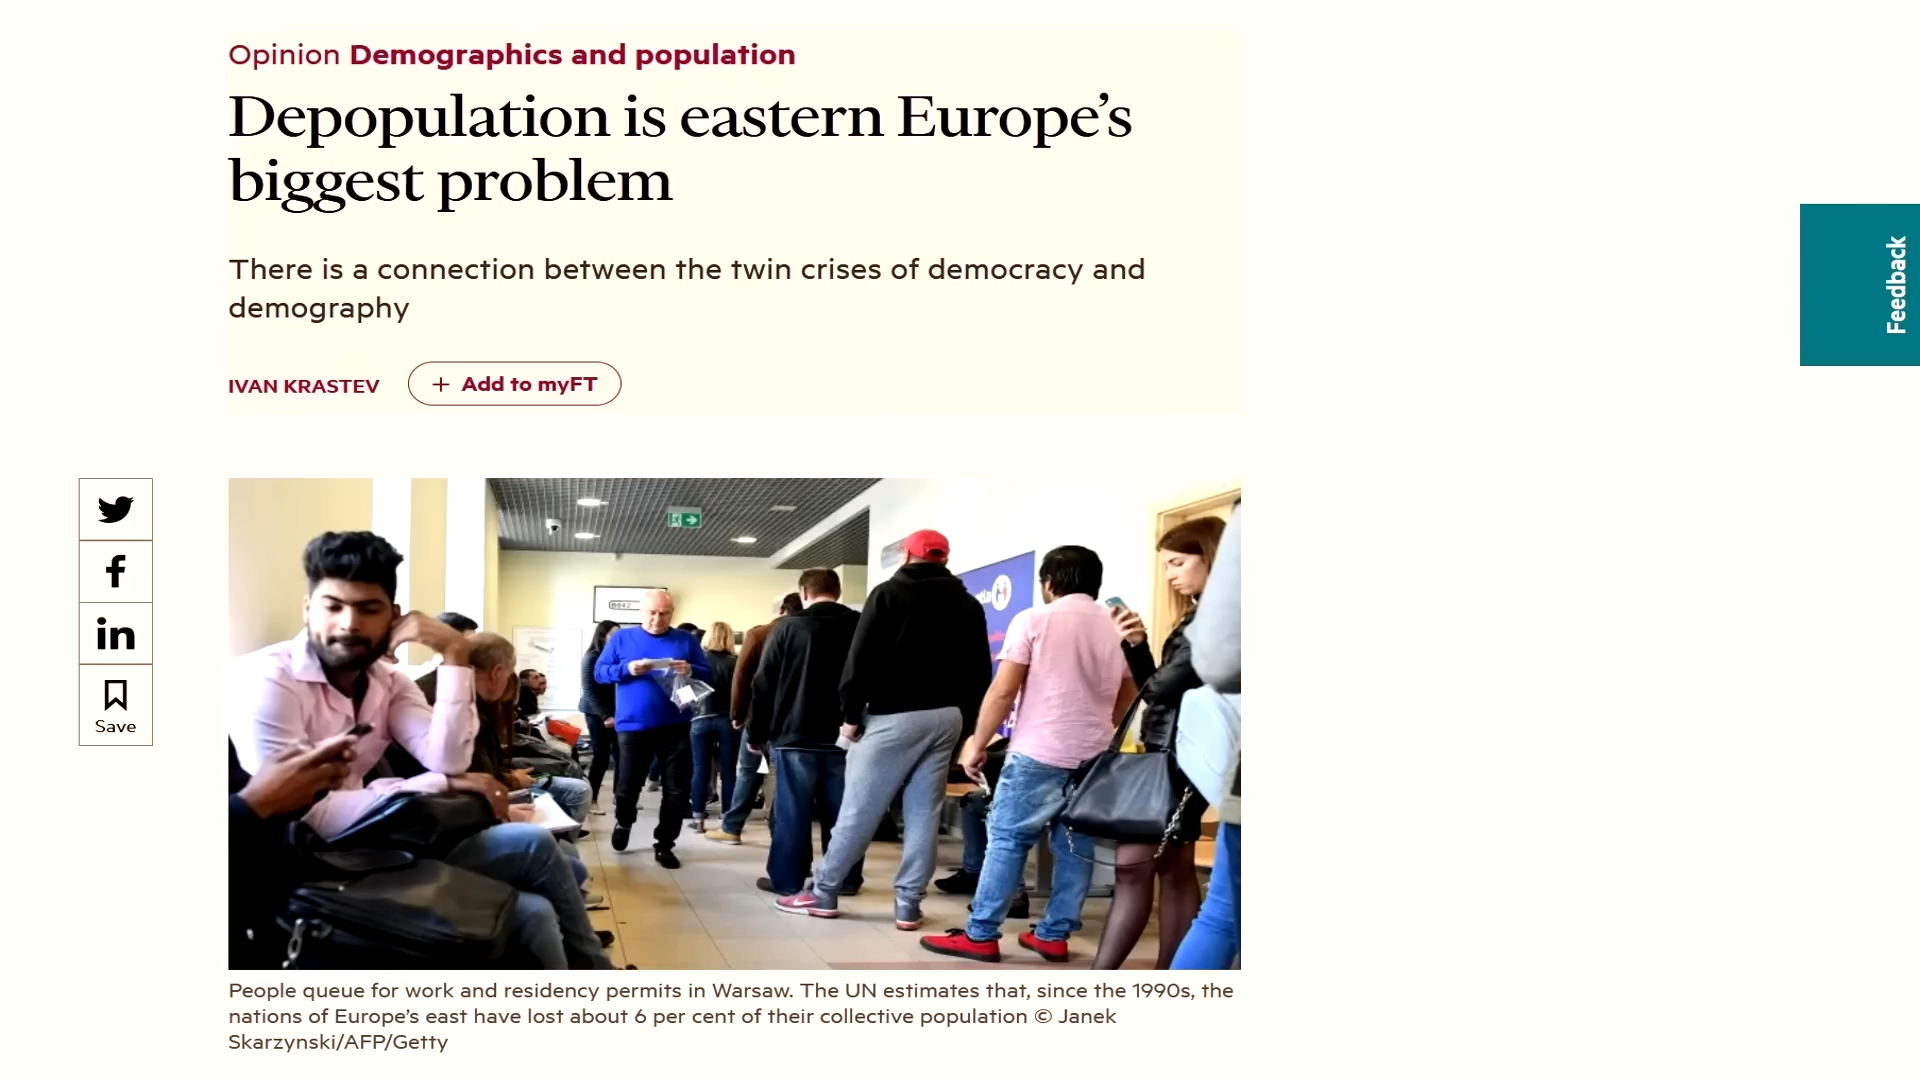 Opinion Demographics and population
Depopulation is eastern Europe's
biggest problem
There is a connection between the twin crises of democracy and
demography
IVAN KRASTEV
+ Add to myFT
Feedback
Save
People queue for work and residency permits in Warsaw. The UN estimates that, since the 1990s, the
nations of Europe's east have lost about 6 per cent of their collective population © Janek
Skarzynski/AFP/Getty